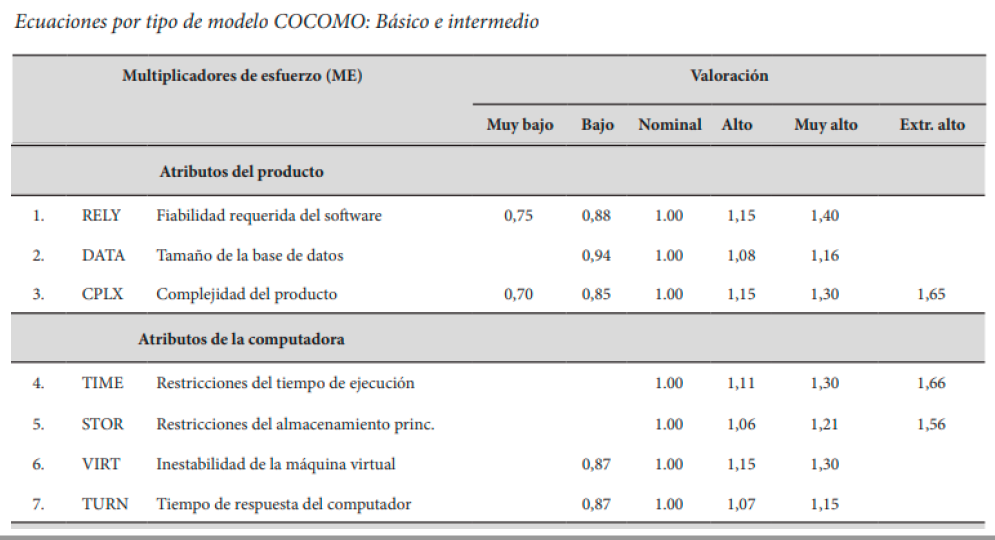 Ecuaciones por tipo de modelo COCOMO: Básico e intermedio
Multiplicadores de esfuerzo (ME) Valoración
Muy bajo Bajo Nominal Alto Muy alto Extr. alto
Atributos del producto
1. RELY Fiabilidad requerida del software 0,75 0,88 1.00 1,15 1,40
2. DATA Tamaño de la base de datos 0,94 1.00 1,08 1,16
3. CPLX Complejidad del producto 0,70 0,85 1.00 1,15 1,30 1,65
Atributos de la computadora
4. TIME Restricciones del tiempo de ejecución 1.00 1,11 1,30 1,66
5. STOR Restricciones del almacenamiento princ. 1.00 1,06 1,21 1,56
6. VIRT Inestabilidad de la máquina virtual 0,87 1.00 1,15 1,30
7. TURN Tiempo de respuesta del computador 0,87 1.00 1,07 1,15